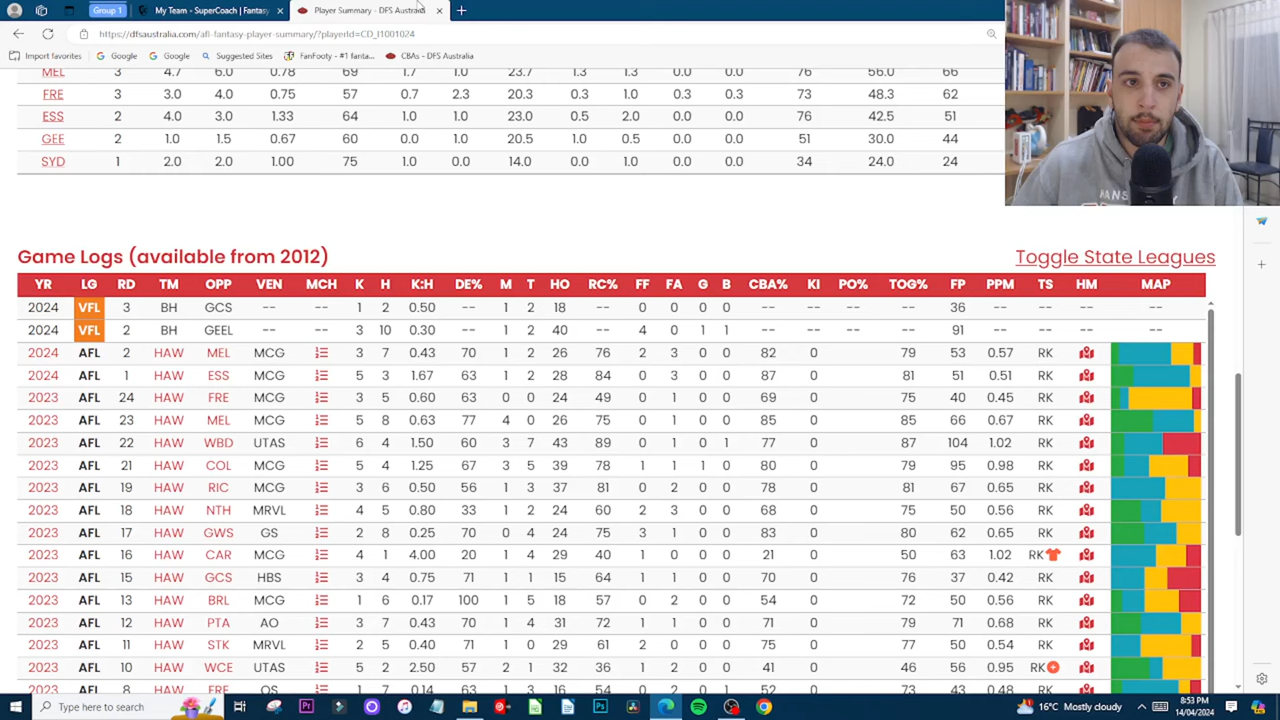 Group 1
My Team - SuperCoach | Fantasy
Player Summary - DFS Australia
https://dfsaustralia.com/afl-fantasy-player-summary/?playerId=CD_I1001024
Import favorites
Google
Google
Suggested Sites
FanFooty - #1 fanta...
CBAs - DFS Australia
MEL 3 4.7 6.0 0.78 69 1.7 1.0 23.7 1.3 1.3 0.0 0.0 76 56.0 66
FRE 3 3.0 4.0 0.75 57 0.7 2.3 20.3 0.3 1.0 0.3 0.3 73 48.3 62
ESS 2 4.0 3.0 1.33 64 1.0 1.0 23.0 0.5 2.0 0.0 0.0 76 42.5 51
GEE 2 1.0 1.5 0.67 60 0.0 1.0 20.5 1.0 0.5 0.0 0.0 51 30.0 44
SYD 1 2.0 2.0 1.00 75 1.0 0.0 14.0 0.0 1.0 0.0 0.0 34 24.0 24
Game Logs (available from 2012)
Toggle State Leagues
YR LG RD TM OPP VEN MCH K H K:H DE% M T HO RC% FF FA G B CBA% KI PO% TOG% FP PPM TS HM MAP
2024 VFL 3 BH GCS -- -- 1 2 0.50 -- 1 2 18 -- 0 0 0 0 -- -- -- -- 36 -- -- -- --
2024 VFL 2 BH GEEL -- -- 3 10 0.30 -- 1 2 40 -- 4 0 1 1 -- -- -- -- 91 -- -- -- --
2024 AFL 2 HAW MEL MCG 3 7 0.43 70 1 2 26 76 2 3 0 0 82 0 79 53 0.57 RK
2024 AFL 1 HAW ESS MCG 5 3 1.67 63 1 2 28 84 0 3 0 0 87 0 81 51 0.51 RK
2023 AFL 24 HAW FRE MCG 3 5 0.60 63 0 0 24 49 0 0 0 0 69 0 75 40 0.45 RK
2023 AFL 23 HAW MEL MCG 5 8 0.63 77 4 0 26 75 0 1 0 0 85 0 85 66 0.67 RK
2023 AFL 22 HAW WBD UTAS 6 4 1.50 60 3 7 43 89 0 1 0 1 77 0 87 104 1.02 RK
2023 AFL 21 HAW COL MCG 5 4 1.25 67 3 5 39 78 1 1 1 0 80 0 79 95 0.98 RK
2023 AFL 19 HAW RIC MCG 3 6 0.50 56 1 3 37 81 0 2 0 0 78 0 81 67 0.65 RK
2023 AFL 18 HAW NTH MRVL 4 5 0.80 33 1 2 24 60 2 3 0 0 68 0 75 50 0.56 RK
2023 AFL 17 HAW GWS GS 2 8 0.25 70 0 4 24 75 3 1 0 0 83 0 80 62 0.65 RK
2023 AFL 16 HAW CAR MCG 4 1 4.00 20 1 4 29 40 1 0 0 0 21 0 50 63 1.02 RK
2023 AFL 15 HAW GCS HBS 3 4 0.75 71 1 1 15 64 1 1 0 0 70 0 76 37 0.42 RK
2023 AFL 13 HAW BRL MCG 1 6 0.17 100 1 5 18 57 0 2 0 0 54 0 72 50 0.56 RK
2023 AFL 12 HAW PTA AO 3 7 0.43 70 0 4 31 72 1 2 0 0 71 0 79 71 0.68 RK
2023 AFL 11 HAW STK MRVL 2 5 0.40 71 1 0 29 61 2 0 0 0 75 0 77 50 0.54 RK
2023 AFL 10 HAW WCE UTAS 5 2 2.50 57 2 1 32 36 1 2 0 0 41 0 46 56 0.95 RK
2023 AFL 8 HAW FRE OS 1 7 0.14 63 0 3 16 54 0 2 0 0 52 0 73 43 0.48 RK
Type here to search
16°C Mostly cloudy
8:53 PM
14/04/2024